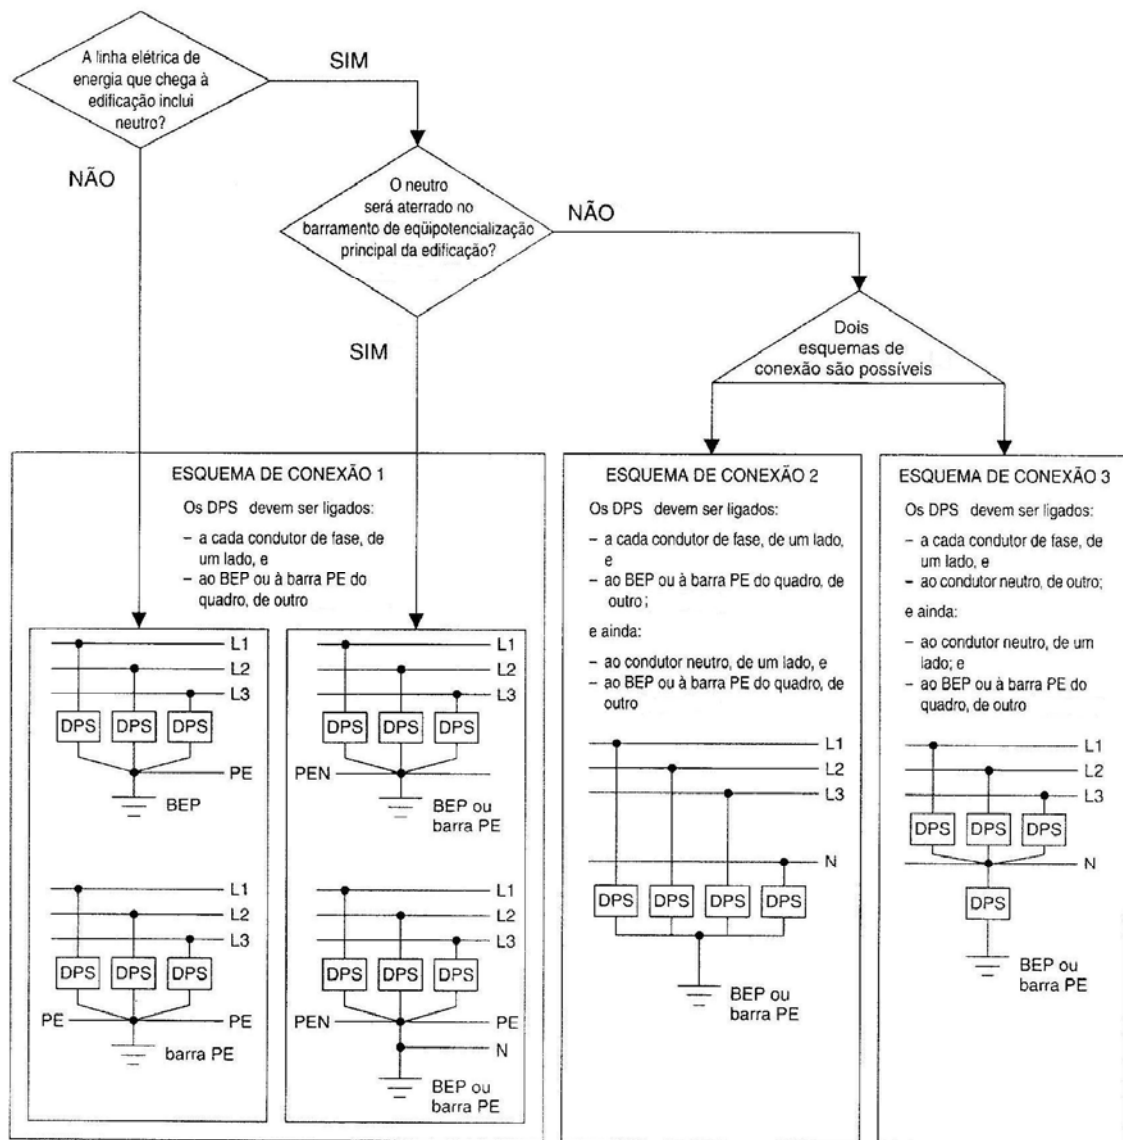 A linha elétrica de
energia que chega à
edificação inclui
neutro?
SIM
NÃO
O neutro
será aterrado no
barramento de eqüipotencialização
principal da edificação?
NÃO
SIM
Dois
esquemas de
conexão são possíveis
ESQUEMA DE CONEXÃO 1
Os DPS devem ser ligados:
– a cada condutor de fase, de
um lado, e
– ao BEP ou à barra PE do
quadro, de outro
L1
L2
L3
DPS DPS DPS
PE
BEP
L1
L2
L3
DPS DPS DPS
PE PE
barra PE
L1
L2
L3
DPS DPS DPS
PEN
BEP ou
barra PE
L1
L2
L3
DPS DPS DPS
PEN PE
N
BEP ou
barra PE
ESQUEMA DE CONEXÃO 2
Os DPS devem ser ligados:
– a cada condutor de fase, de um lado,
e
– ao BEP ou à barra PE do quadro, de
outro;
e ainda:
– ao condutor neutro, de um lado, e
– ao BEP ou à barra PE do quadro, de
outro
L1
L2
L3
N
DPS DPS DPS DPS
BEP ou
barra PE
ESQUEMA DE CONEXÃO 3
Os DPS devem ser ligados:
– a cada condutor de fase, de
um lado, e
– ao condutor neutro, de outro;
e ainda:
– ao condutor neutro, de um
lado; e
– ao BEP ou à barra PE do
quadro, de outro
L1
L2
L3
DPS DPS DPS
N
DPS
BEP ou
barra PE